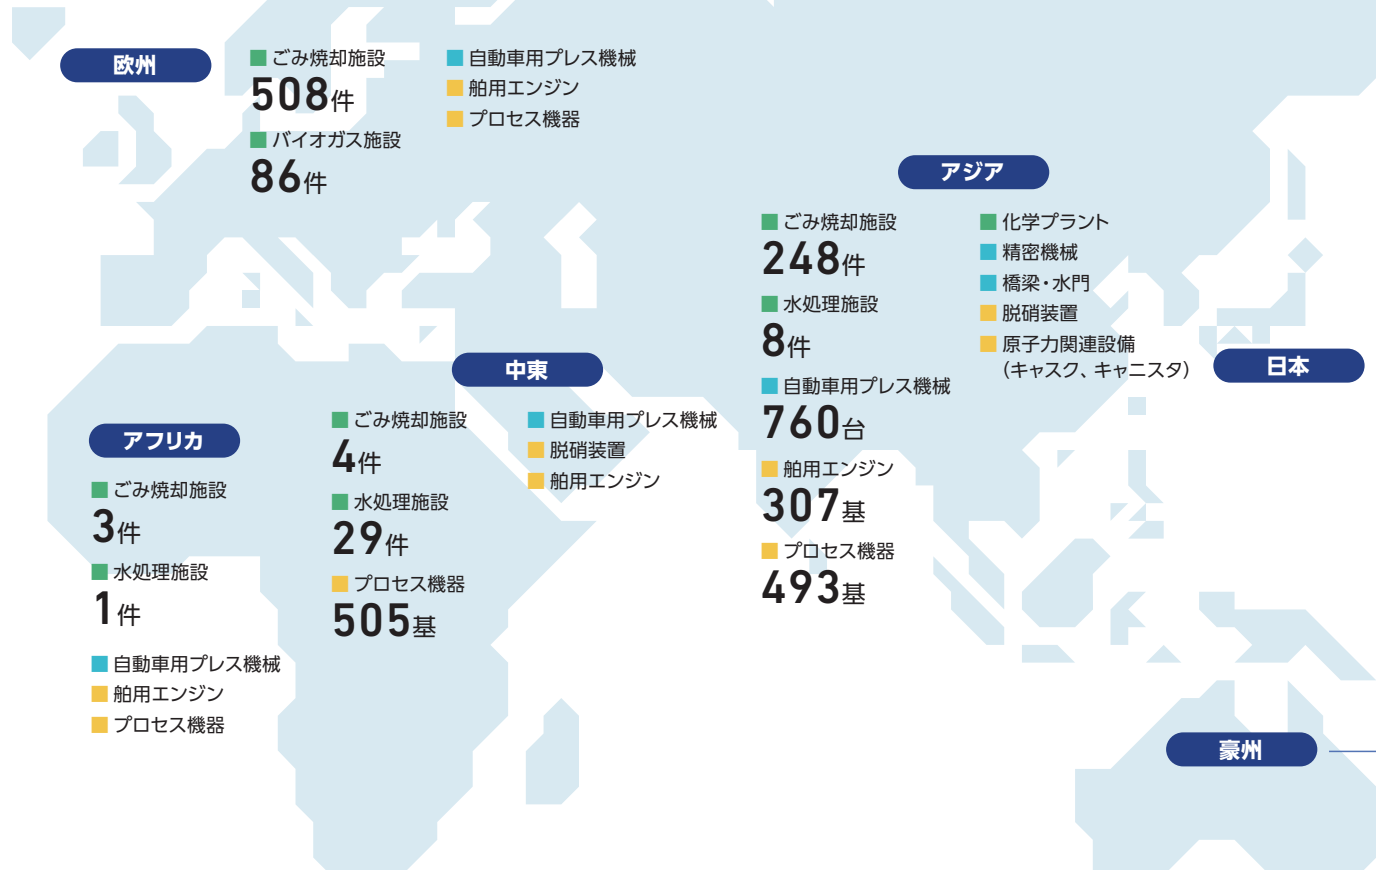 欧州
ごみ焼却施設
508件
バイオガス施設
86件
自動車用プレス機械
舶用エンジン
プロセス機器
アジア
ごみ焼却施設
248件
水処理施設
8件
自動車用プレス機械
760台
舶用エンジン
307基
プロセス機器
493基
化学プラント
精密機械
橋梁・水門
脱硝装置
原子力関連設備
(キャスク、キャニスタ)
日本
中東
ごみ焼却施設
4件
水処理施設
29件
プロセス機器
505基
自動車用プレス機械
脱硝装置
舶用エンジン
アフリカ
ごみ焼却施設
3件
水処理施設
1件
自動車用プレス機械
舶用エンジン
プロセス機器
豪州